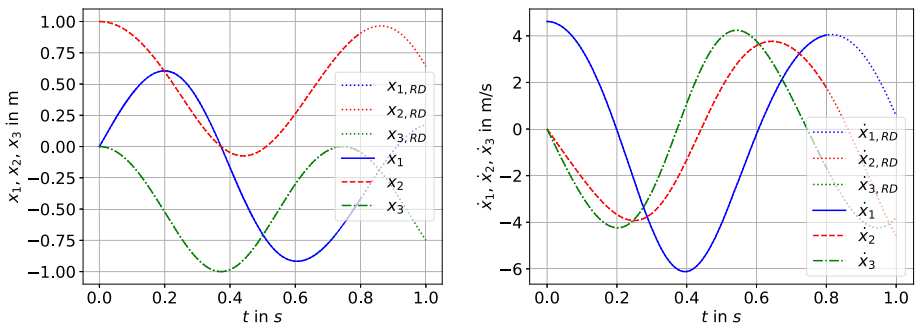 x₁, x₂, x₃ in m
1.00
0.75
0.50
0.25
0.00
−0.25
−0.50
−0.75
−1.00
x₁,RD
x₂,RD
x₃,RD
x₁
x₂
x₃
0.0 0.2 0.4 0.6 0.8 1.0
t in s
ẋ₁, ẋ₂, ẋ₃ in m/s
4
2
0
−2
−4
−6
ẋ₁,RD
ẋ₂,RD
ẋ₃,RD
ẋ₁
ẋ₂
ẋ₃
0.0 0.2 0.4 0.6 0.8 1.0
t in s